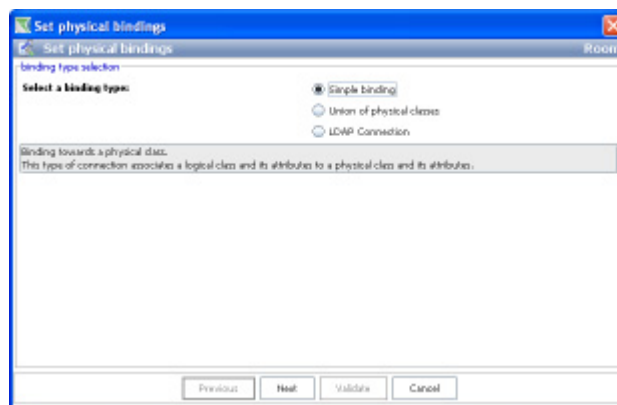 Set physical bindings
Set physical bindings Room
binding type selection
Select a binding type:
Simple binding
Union of physical classes
LDAP Connection
Binding towards a physical class.
This type of connection associates a logical class and its attributes to a physical class and its attributes.
Previous Next Validate Cancel